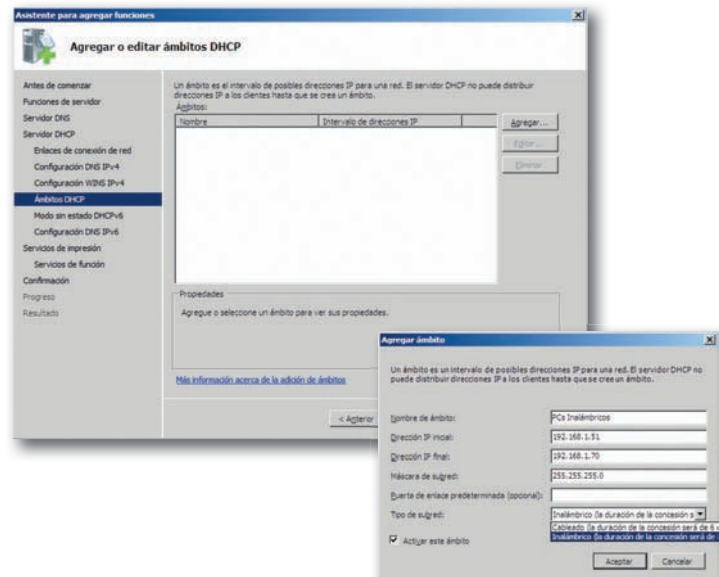 Asistente para agregar funciones
Agregar o editar ámbitos DHCP
Antes de comenzar
Funciones de servidor
Servidor DNS
Servidor DHCP
Enlaces de conexión de red
Configuración DNS IPv4
Configuración WINS IPv4
Ámbitos DHCP
Modo sin estado DHCPv6
Configuración DNS IPv6
Servicios de impresión
Servicios de función
Confirmación
Progreso
Resultado
Un ámbito es el intervalo de posibles direcciones IP para una red. El servidor DHCP no puede distribuir
direcciones IP a los clientes hasta que se crea un ámbito.
Ámbitos:
Nombre
Intervalo de direcciones IP
Agregar...
Editar...
Eliminar
Propiedades
Agregue o seleccione un ámbito para ver sus propiedades.
Más información acerca de la adición de ámbitos
< Anterior
Agregar ámbito
Un ámbito es un intervalo de posibles direcciones IP para una red. El servidor DHCP no
puede distribuir direcciones IP a los clientes hasta que se cree un ámbito.
Nombre de ámbito:
PCs Inalámbricos
Dirección IP inicial:
192.168.1.51
Dirección IP final:
192.168.1.70
Máscara de subred:
255.255.255.0
Puerta de enlace predeterminada (opcional):
Tipo de subred:
Inalámbrico (la duración de la concesión s
Cableado (la duración de la concesión será de 6
Inalámbrico (la duración de la concesión será de
Activar este ámbito
Aceptar
Cancelar